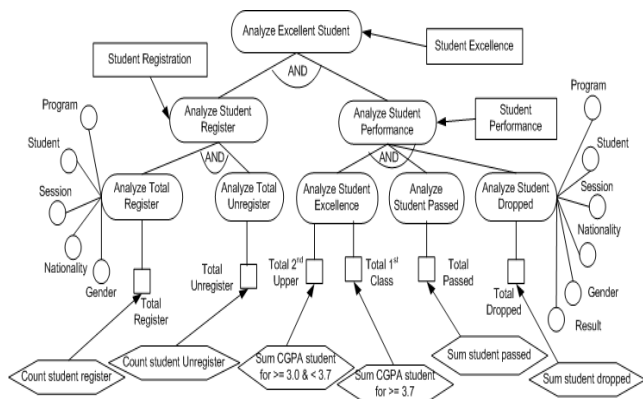 Analyze Excellent Student
Student Excellence
Student Registration
AND
Program
Analyze Student
Register
Analyze Student
Performance
Student
Performance
Program
Student
AND
AND
Student
Session
Analyze Total
Register
Analyze Total
Unregister
Analyze Student
Excellence
Analyze
Student Passed
Analyze Student
Dropped
Session
Nationality
Nationality
Gender
Total
Register
Total
Unregister
Total 2nd
Upper
Total 1st
Class
Total
Passed
Total
Dropped
Gender
Result
Count student register
Count student Unregister
Sum CGPA student
for >= 3.0 & < 3.7
Sum CGPA student
for >= 3.7
Sum student passed
Sum student dropped